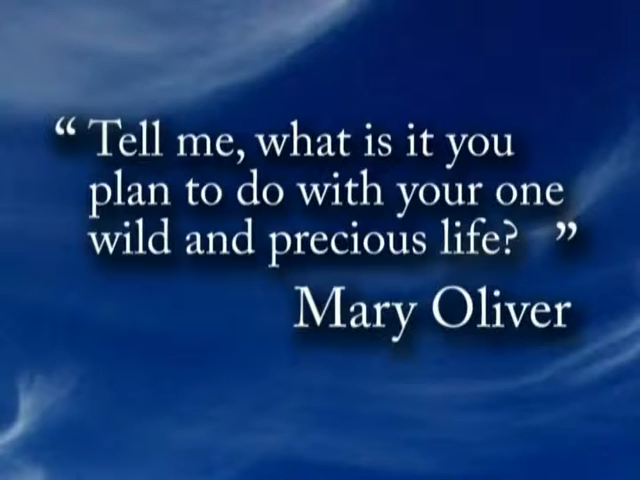 “ Tell me, what is it you
plan to do with your one
wild and precious life? ”
Mary Oliver